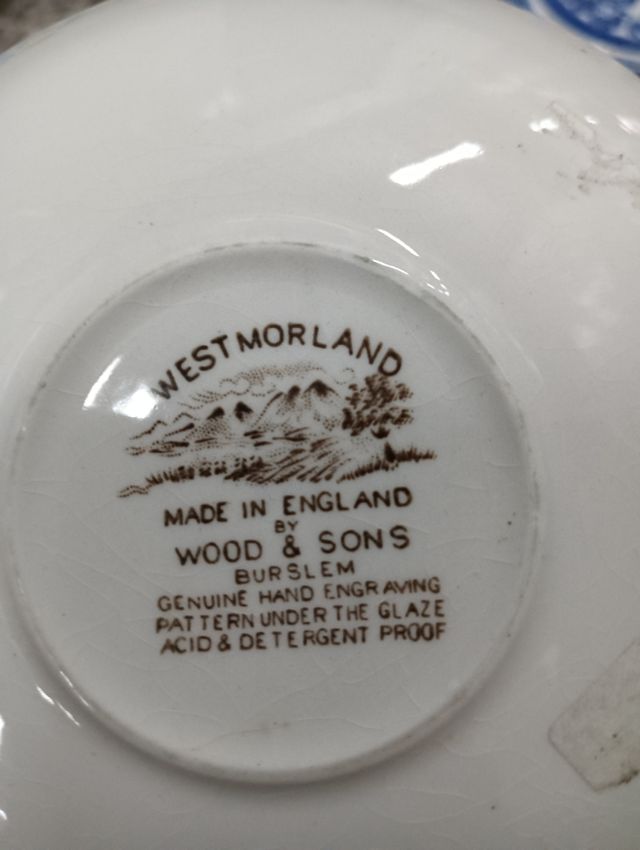 WESTMORLAND
MADE IN ENGLAND
BY
WOOD & SONS
BURSLEM
GENUINE HAND ENGRAVING
PATTERN UNDER THE GLAZE
ACID & DETERGENT PROOF